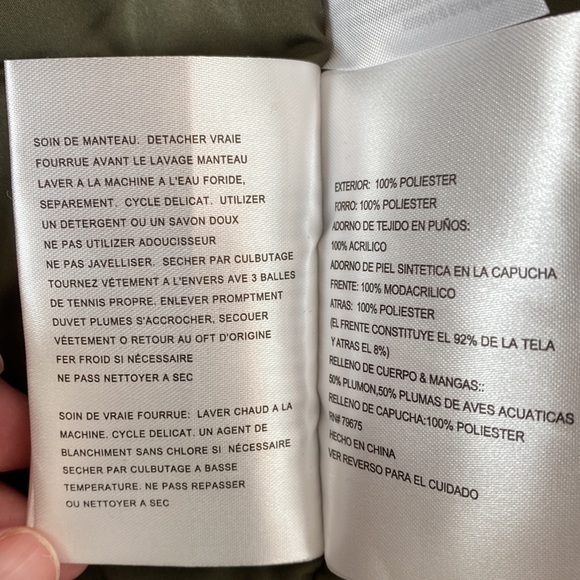 SOIN DE MANTEAU. DETACHER VRAIE
FOURRUE AVANT LE LAVAGE MANTEAU
LAVER A LA MACHINE A L'EAU FORIDE,
SEPAREMENT. CYCLE DELICAT. UTILIZER
UN DETERGENT OU UN SAVON DOUX
NE PAS UTILIZER ADOUCISSEUR
NE PAS JAVELLISER. SECHER PAR CULBUTAGE
TOURNEZ VÉTEMENT A L'ENVERS AVE 3 BALLES
DE TENNIS PROPRE. ENLEVER PROMPTMENT
DUVET PLUMES S'ACCROCHER, SECOUER
VÉETEMENT O RETOUR AU OFT D'ORIGINE
FER FROID SI NÉCESSAIRE
NE PASS NETTOYER A SEC
SOIN DE VRAIE FOURRUE: LAVER CHAUD A LA
MACHINE. CYCLE DELICAT. UN AGENT DE
BLANCHIMENT SANS CHLORE SI NÉCESSAIRE
SECHER PAR CULBUTAGE A BASSE
TEMPERATURE. NE PAS REPASSER
OU NETTOYER A SEC
EXTERIOR: 100% POLIESTER
FORRO: 100% POLIESTER
ADORNO DE TEJIDO EN PUÑOS:
100% ACRILICO
ADORNO DE PIEL SINTETICA EN LA CAPUCHA
FRENTE: 100% MODACRILICO
ATRAS: 100% POLIESTER
(EL FRENTE CONSTITUYE EL 92% DE LA TELA
Y ATRAS EL 8%)
RELLENO DE CUERPO & MANGAS::
50% PLUMON,50% PLUMAS DE AVES ACUATICAS
RELLENO DE CAPUCHA:100% POLIESTER
RN# 79675
HECHO EN CHINA
VER REVERSO PARA EL CUIDADO